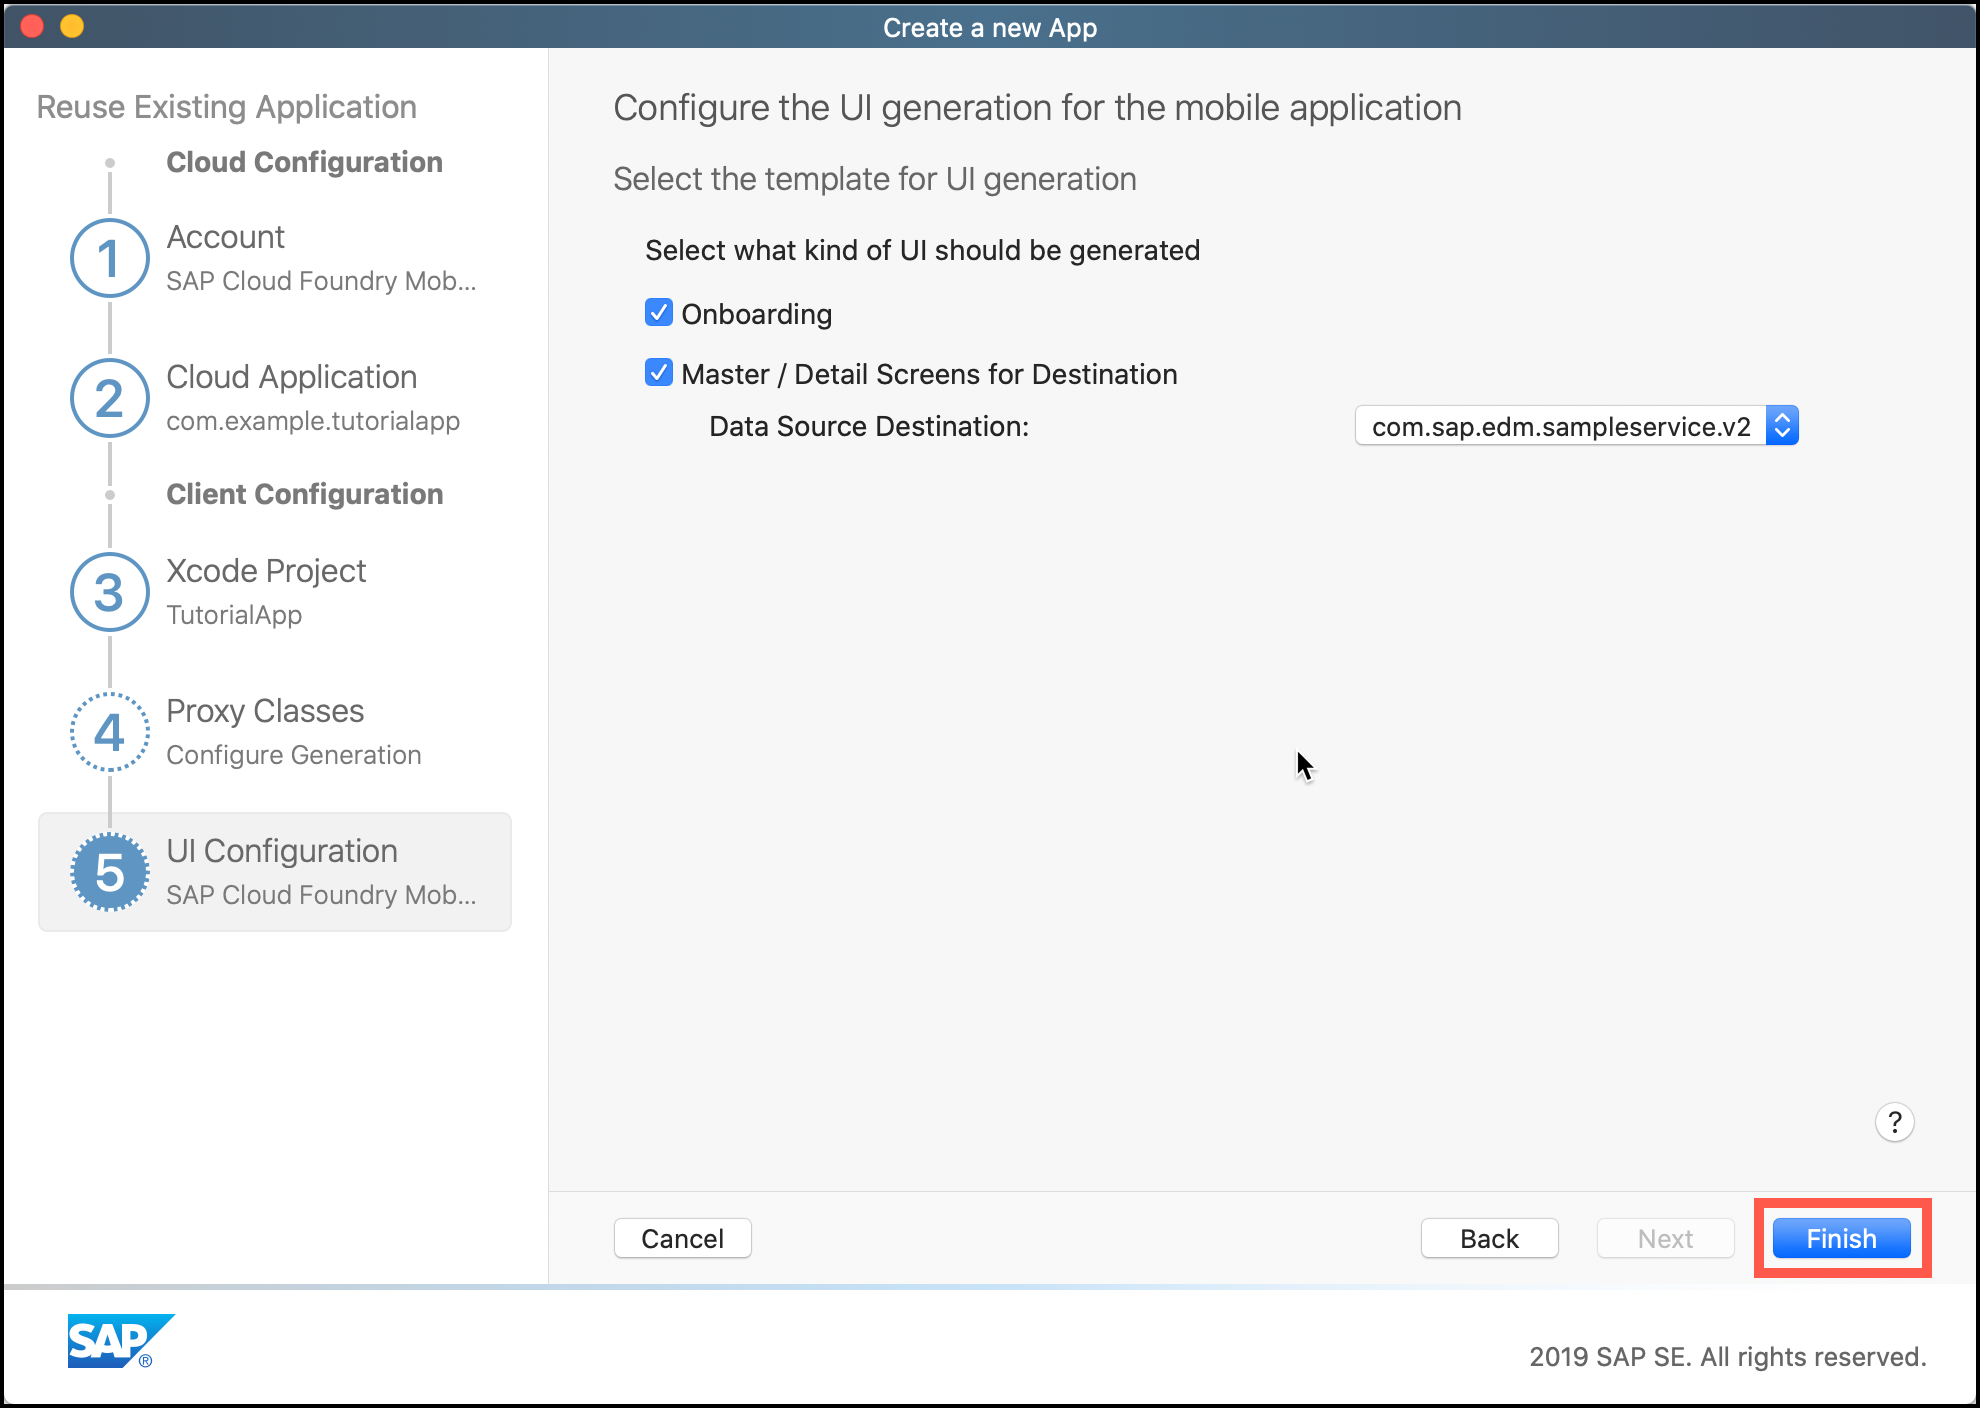 Create a new App
Reuse Existing Application
Cloud Configuration
1
Account
SAP Cloud Foundry Mob...
2
Cloud Application
com.example.tutorialapp
Client Configuration
3
Xcode Project
TutorialApp
4
Proxy Classes
Configure Generation
5
UI Configuration
SAP Cloud Foundry Mob...
Configure the UI generation for the mobile application
Select the template for UI generation
Select what kind of UI should be generated
Onboarding
Master / Detail Screens for Destination
Data Source Destination: com.sap.edm.sampleservice.v2
?
Cancel Back Next Finish
SAP®
2019 SAP SE. All rights reserved.